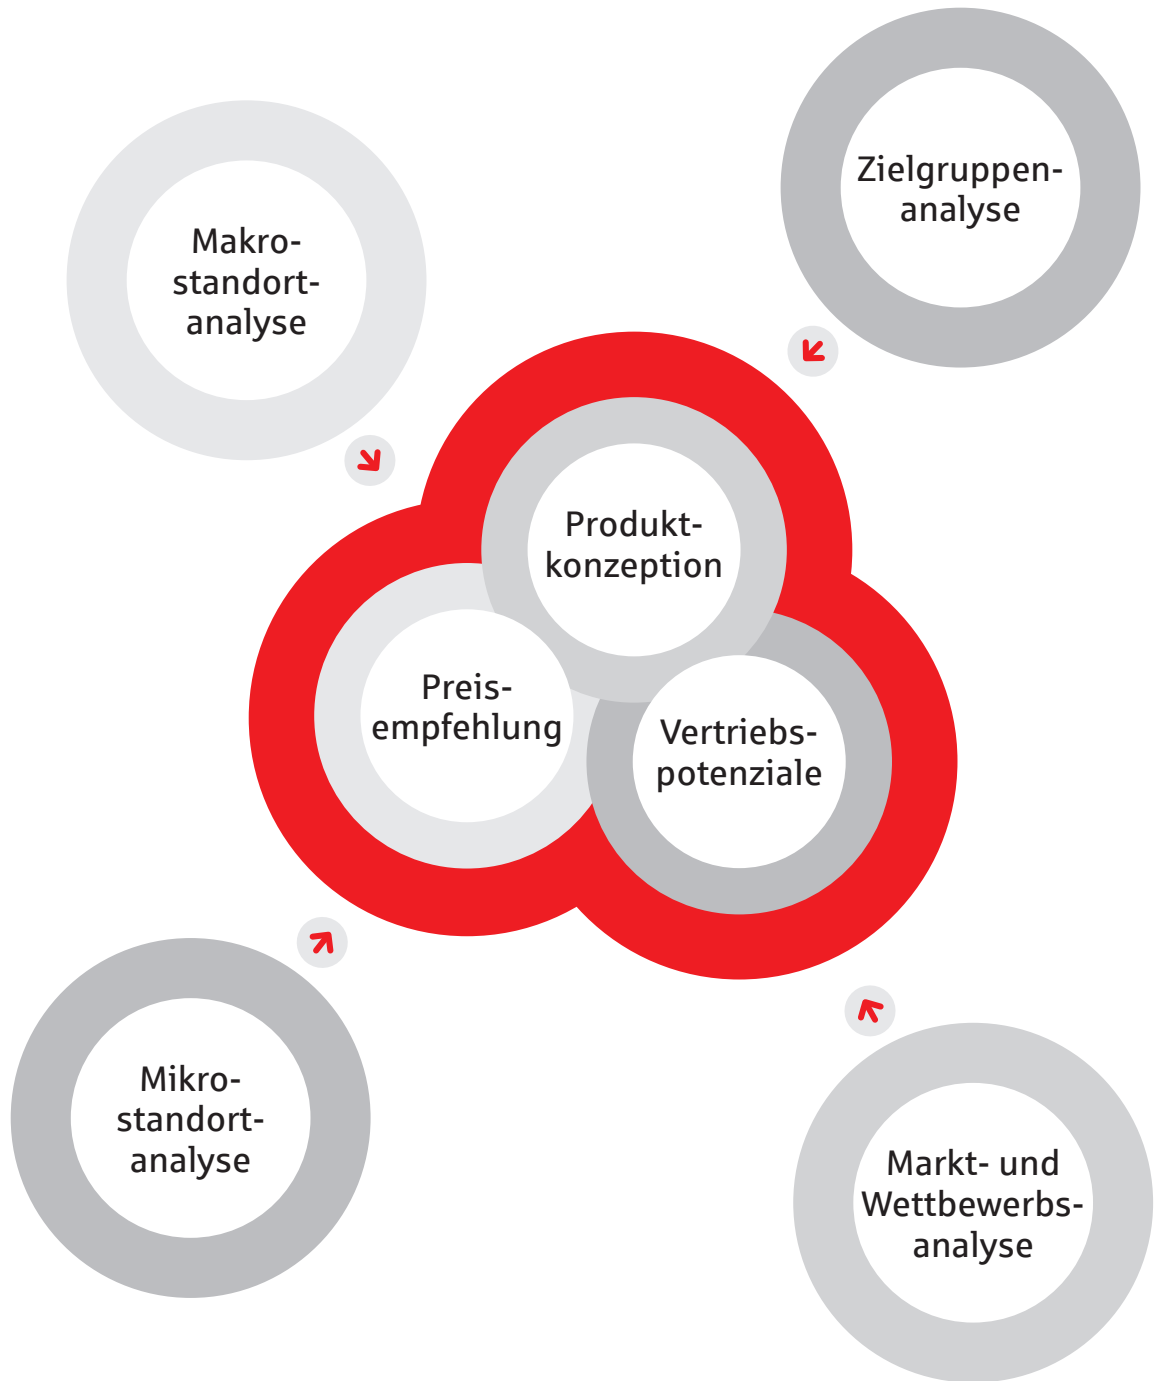 Zielgruppen-
analyse
Makro-
standort-
analyse
Produkt-
konzeption
Preis-
empfehlung
Vertriebs-
potenziale
Mikro-
standort-
analyse
Markt- und
Wettbewerbs-
analyse